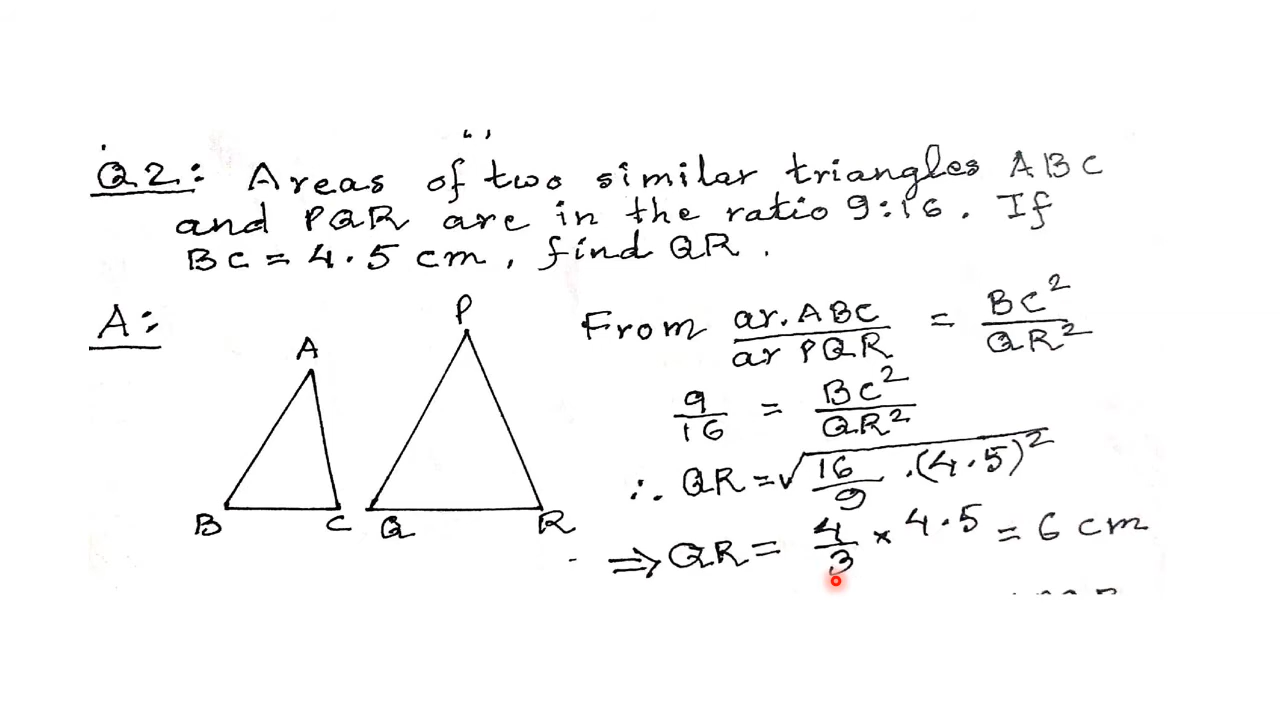 Q.2: Areas of two similar triangles ABC
and PQR are in the ratio 9:16. If
BC = 4.5 cm, find QR.
A:
A
B
C
P
Q
R
From ar.ABC/ar PQR = BC²/QR²
9/16 = BC²/QR²
∴ QR = √(16/9 .(4.5)²)
⇒ QR = 4/3 × 4.5 = 6 cm